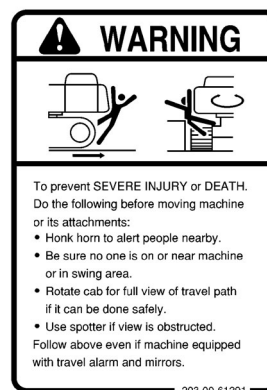 WARNING
To prevent SEVERE INJURY or DEATH.
Do the following before moving machine
or its attachments:
• Honk horn to alert people nearby.
• Be sure no one is on or near machine
or in swing area.
• Rotate cab for full view of travel path
if it can be done safely.
• Use spotter if view is obstructed.
Follow above even if machine equipped
with travel alarm and mirrors.